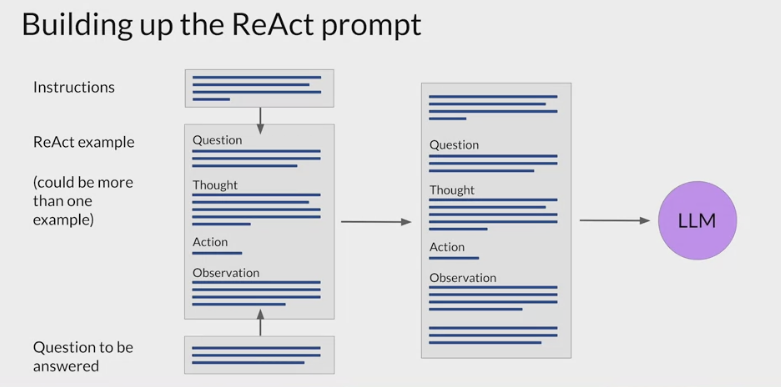 Building up the ReAct prompt
Instructions
ReAct example
(could be more
than one
example)
Question to be
answered
Question
Thought
Action
Observation
Question
Thought
Action
Observation
LLM